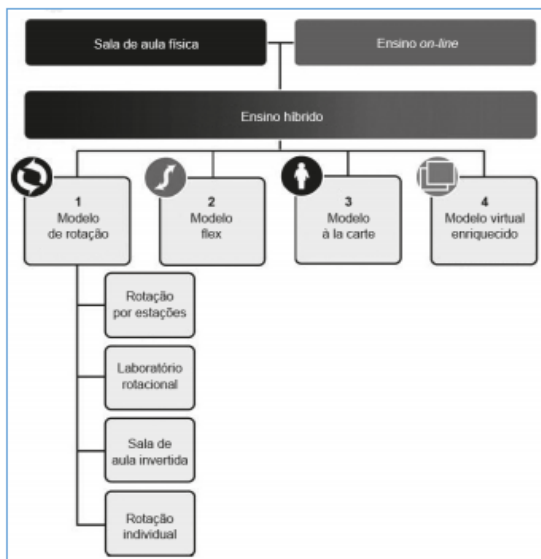 Sala de aula física
Ensino on-line
Ensino híbrido
1
Modelo
de rotação
2
Modelo
flex
3
Modelo
à la carte
4
Modelo virtual
enriquecido
Rotação
por estações
Laboratório
rotacional
Sala de
aula invertida
Rotação
individual